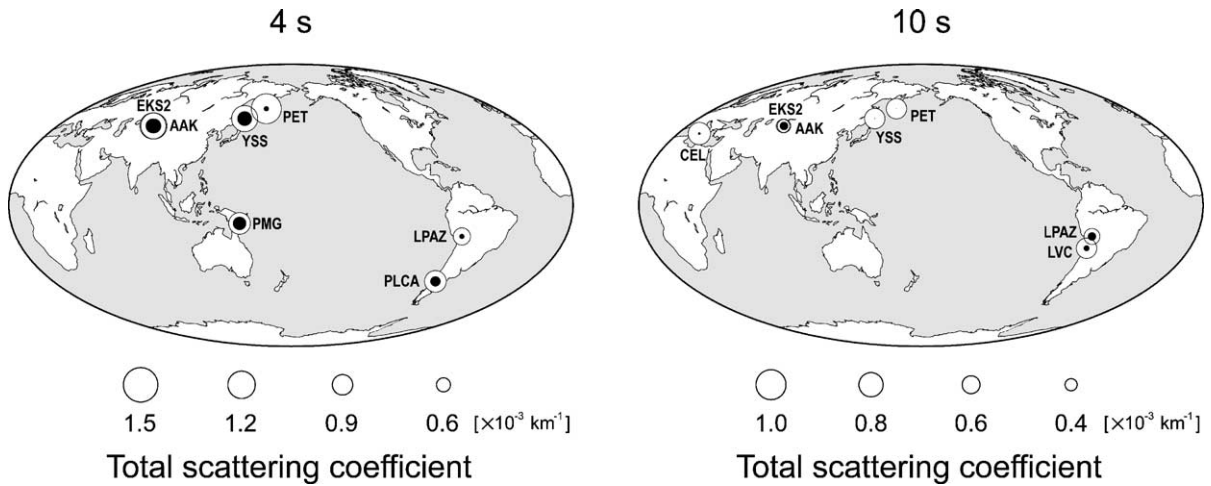 4 s
EKS2
AAK
YSS
PET
PMG
LPAZ
PLCA
1.5 1.2 0.9 0.6 [×10⁻³ km⁻¹]
Total scattering coefficient
10 s
EKS2
AAK
CEL
YSS
PET
LPAZ
LVC
1.0 0.8 0.6 0.4 [×10⁻³ km⁻¹]
Total scattering coefficient